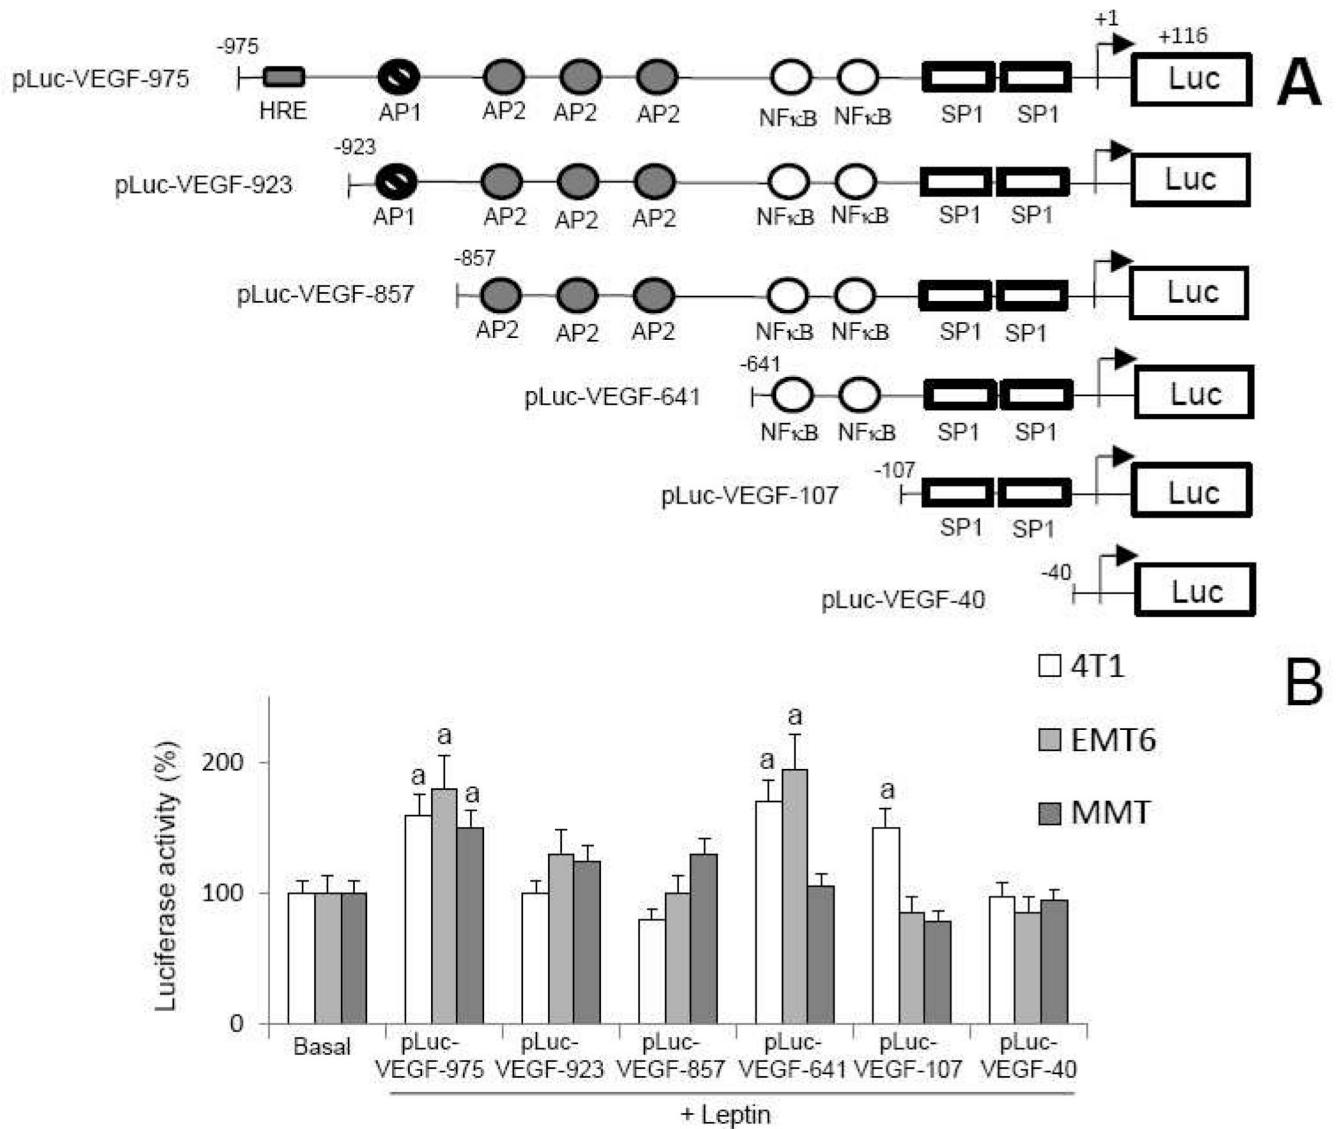 -975
+1
+116
pLuc-VEGF-975
Luc
A
HRE
AP1
AP2
AP2
AP2
NFκB
NFκB
SP1
SP1
-923
pLuc-VEGF-923
Luc
AP1
AP2
AP2
AP2
NFκB
NFκB
SP1
SP1
-857
pLuc-VEGF-857
Luc
AP2
AP2
AP2
NFκB
NFκB
SP1
SP1
-641
pLuc-VEGF-641
Luc
NFκB
NFκB
SP1
SP1
-107
pLuc-VEGF-107
Luc
SP1
SP1
-40
pLuc-VEGF-40
Luc
B
4T1
EMT6
MMT
Luciferase activity (%)
200
100
0
a
a
a
a
a
a
Basal
pLuc-
VEGF-975
pLuc-
VEGF-923
pLuc-
VEGF-857
pLuc-
VEGF-641
pLuc-
VEGF-107
pLuc-
VEGF-40
+ Leptin